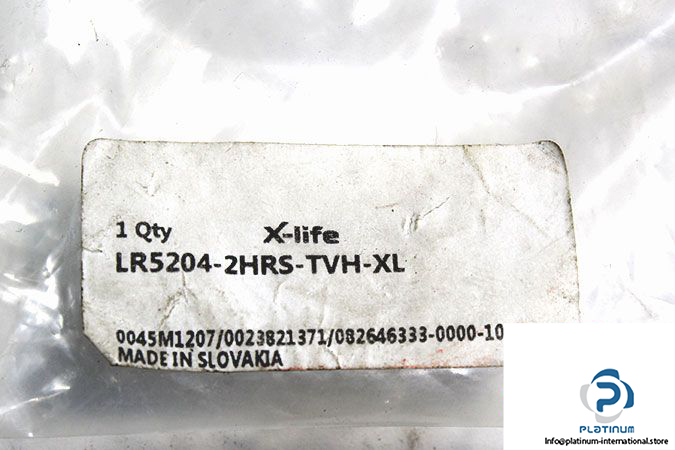 1 Qty X-life
LR5204-2HRS-TVH-XL
0045M1207/0023821371/082646333-0000-10
MADE IN SLOVAKIA
PLATINUM
Info@platinum-international.store